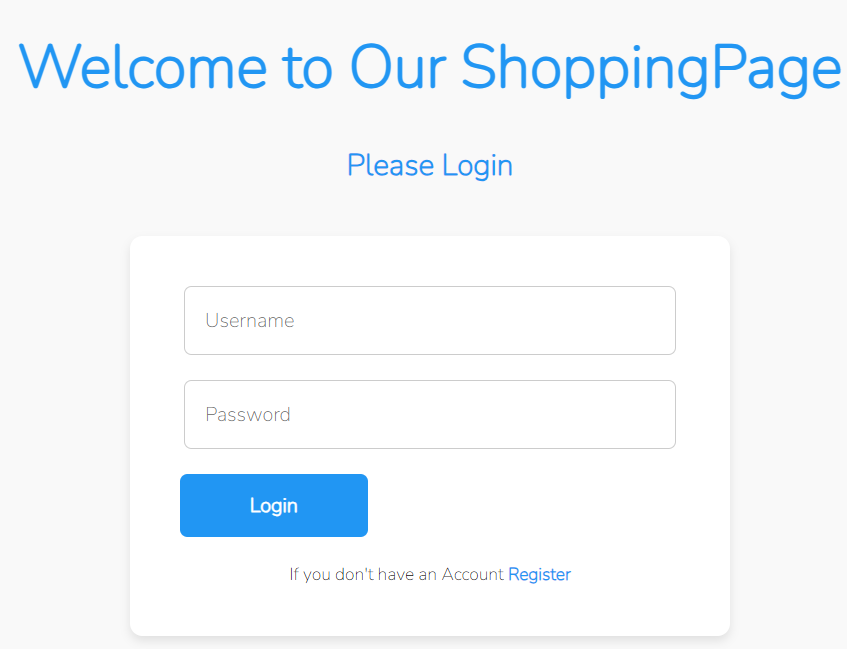 Welcome to Our ShoppingPage
Please Login
Username
Password
Login
If you don't have an Account Register